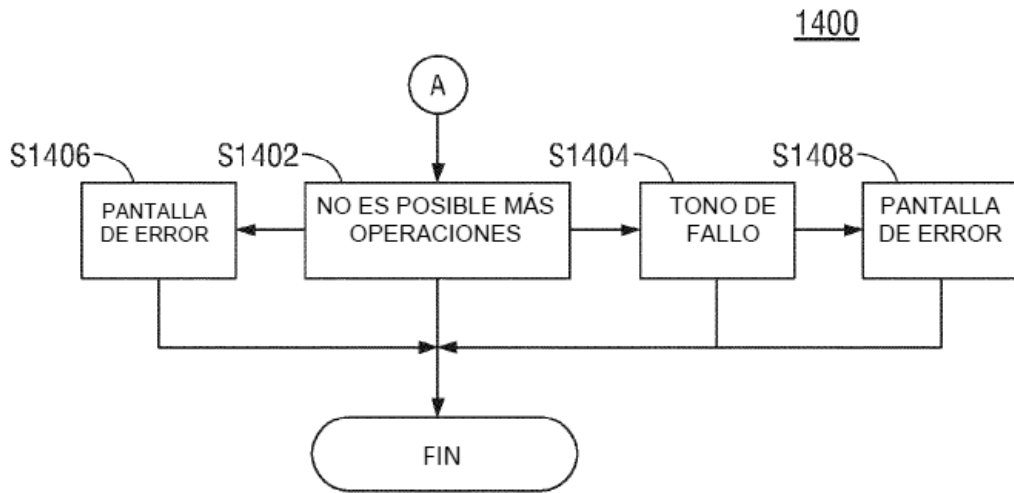 1400
A
S1406
S1402
S1404
S1408
PANTALLA
DE ERROR
NO ES POSIBLE MÁS
OPERACIONES
TONO DE
FALLO
PANTALLA
DE ERROR
FIN